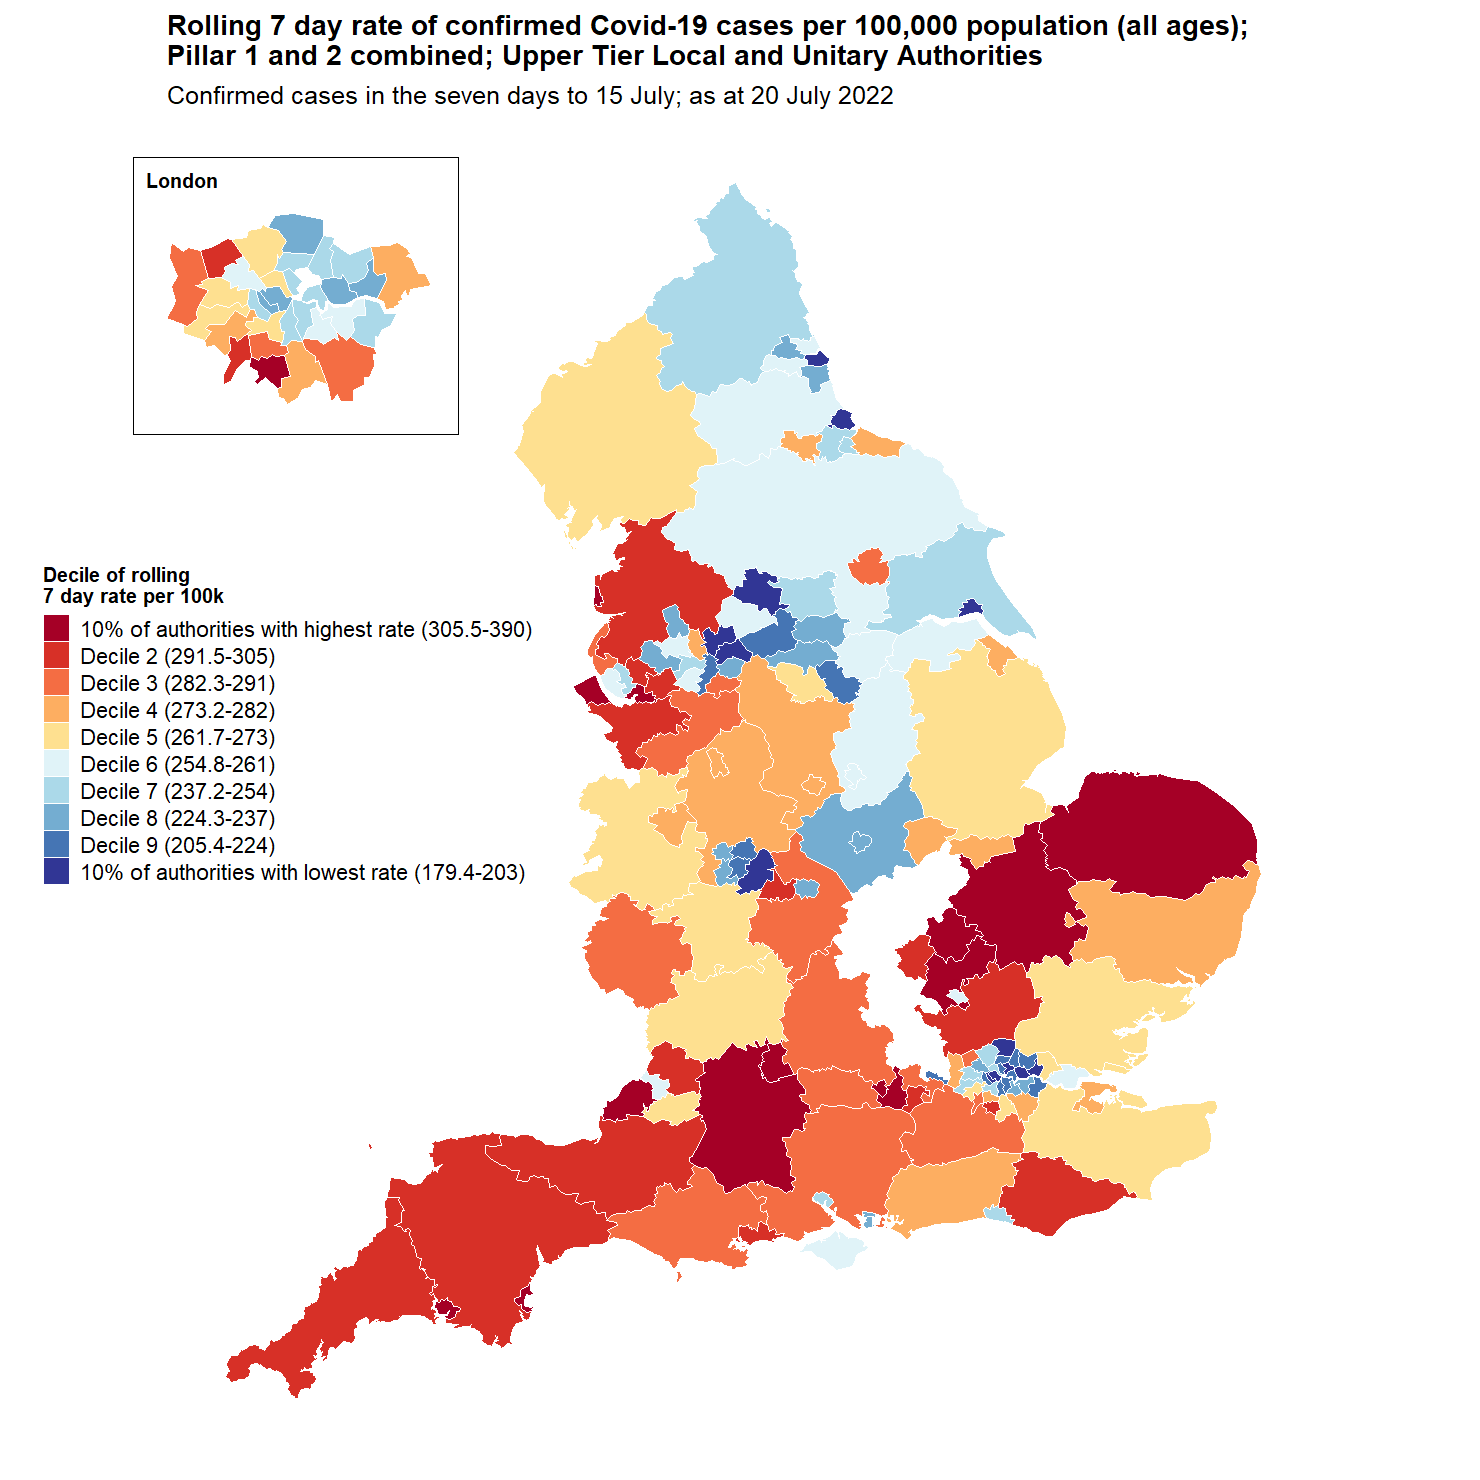 Rolling 7 day rate of confirmed Covid-19 cases per 100,000 population (all ages);
Pillar 1 and 2 combined; Upper Tier Local and Unitary Authorities
Confirmed cases in the seven days to 15 July; as at 20 July 2022
London
Decile of rolling
7 day rate per 100k
10% of authorities with highest rate (305.5-390)
Decile 2 (291.5-305)
Decile 3 (282.3-291)
Decile 4 (273.2-282)
Decile 5 (261.7-273)
Decile 6 (254.8-261)
Decile 7 (237.2-254)
Decile 8 (224.3-237)
Decile 9 (205.4-224)
10% of authorities with lowest rate (179.4-203)